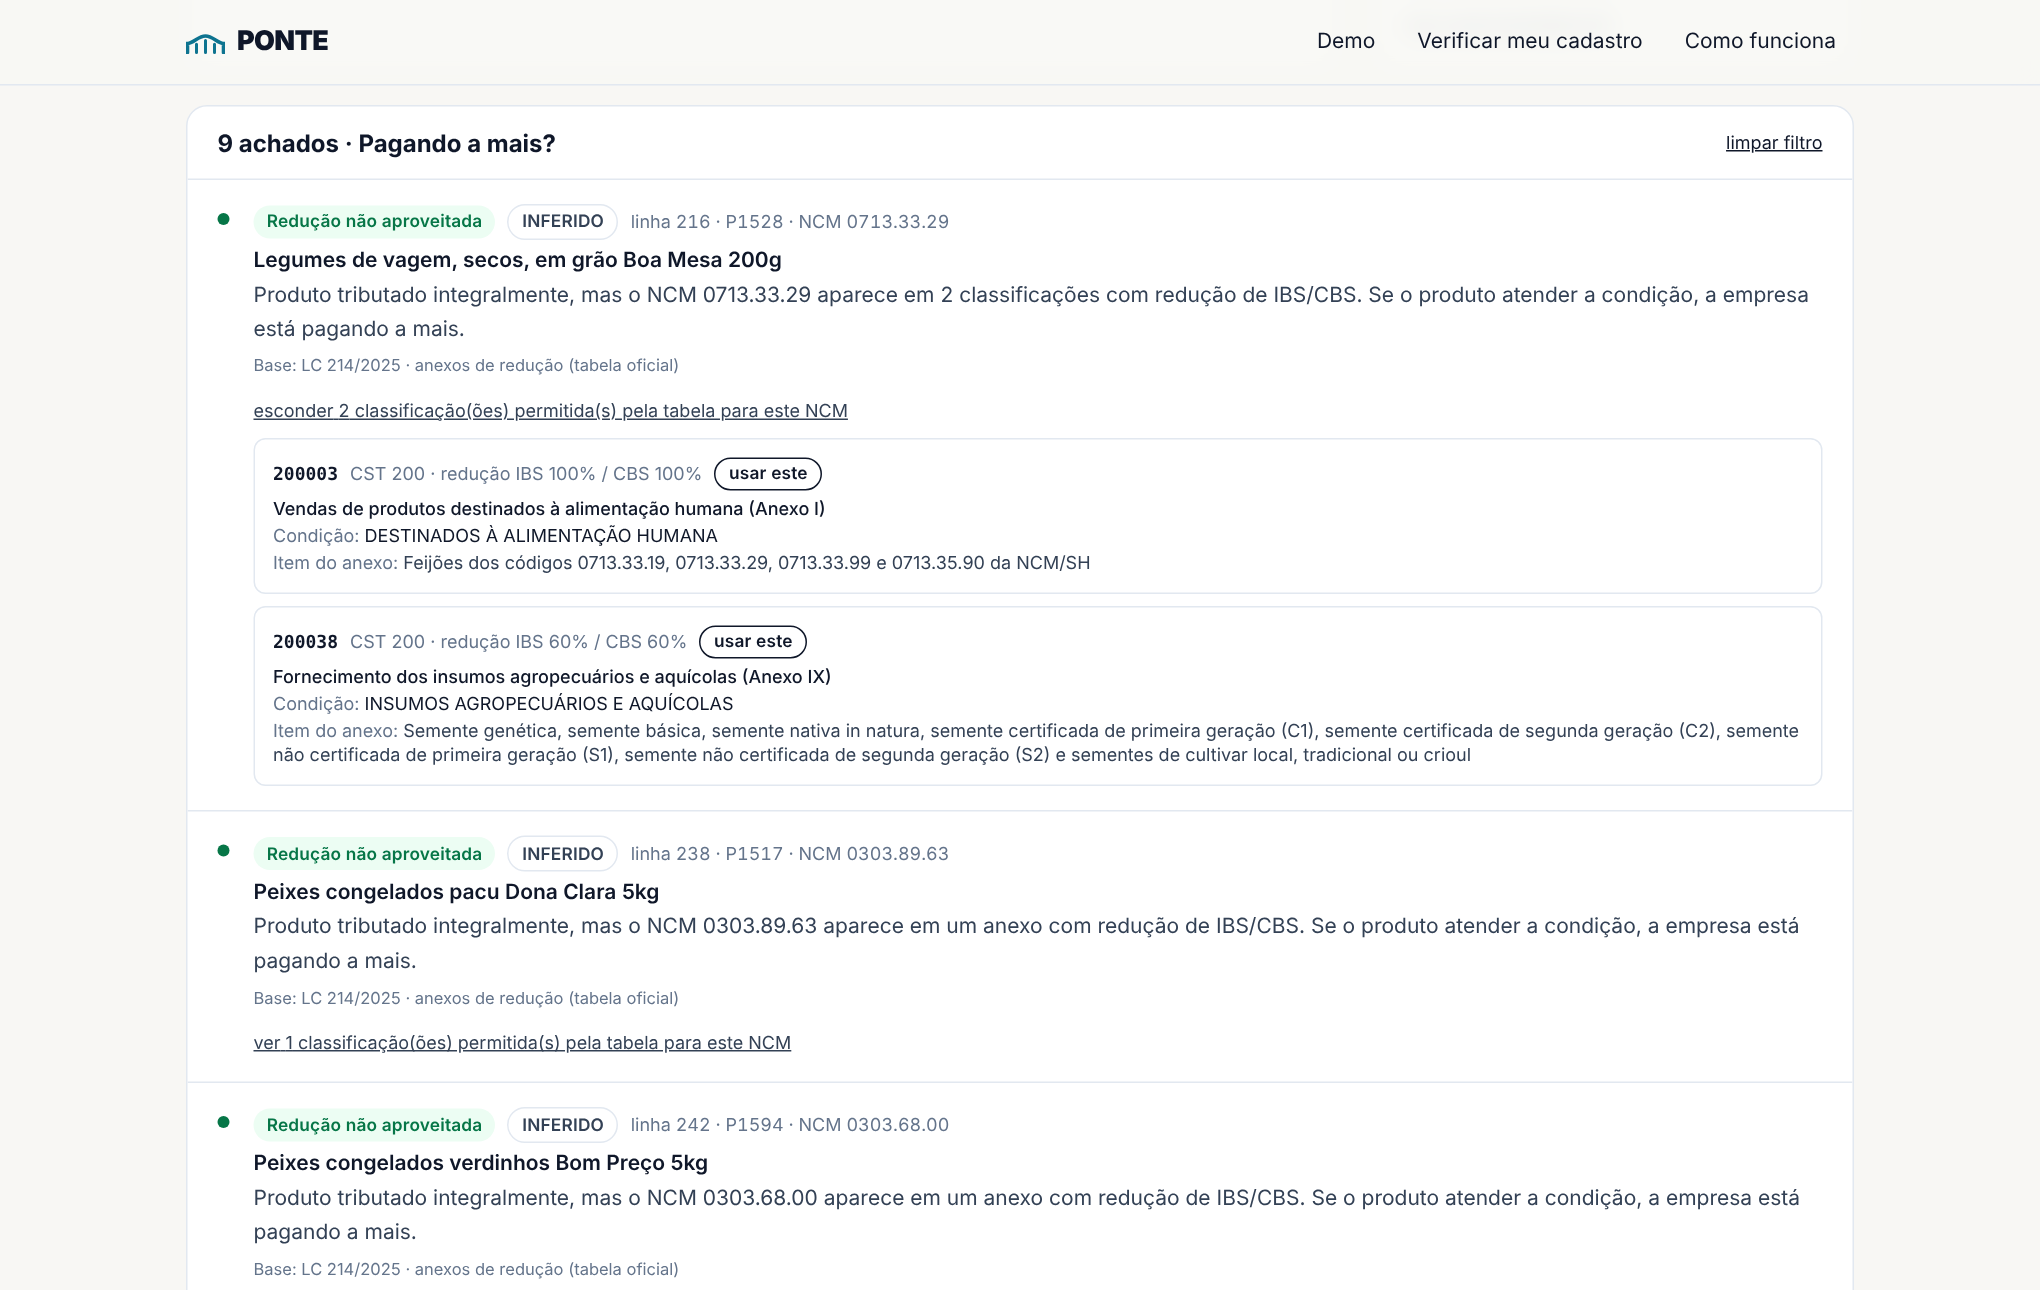 PONTE
Demo
Verificar meu cadastro
Como funciona
9 achados · Pagando a mais?
limpar filtro
Redução não aproveitada INFERIDO linha 216 · P1528 · NCM 0713.33.29
Legumes de vagem, secos, em grão Boa Mesa 200g
Produto tributado integralmente, mas o NCM 0713.33.29 aparece em 2 classificações com redução de IBS/CBS. Se o produto atender a condição, a empresa
está pagando a mais.
Base: LC 214/2025 · anexos de redução (tabela oficial)
esconder 2 classificação(ões) permitida(s) pela tabela para este NCM
200003 CST 200 · redução IBS 100% / CBS 100% usar este
Vendas de produtos destinados à alimentação humana (Anexo I)
Condição: DESTINADOS À ALIMENTAÇÃO HUMANA
Item do anexo: Feijões dos códigos 0713.33.19, 0713.33.29, 0713.33.99 e 0713.35.90 da NCM/SH
200038 CST 200 · redução IBS 60% / CBS 60% usar este
Fornecimento dos insumos agropecuários e aquícolas (Anexo IX)
Condição: INSUMOS AGROPECUÁRIOS E AQUÍCOLAS
Item do anexo: Semente genética, semente básica, semente nativa in natura, semente certificada de primeira geração (C1), semente certificada de segunda geração (C2), semente
não certificada de primeira geração (S1), semente não certificada de segunda geração (S2) e sementes de cultivar local, tradicional ou crioul
Redução não aproveitada INFERIDO linha 238 · P1517 · NCM 0303.89.63
Peixes congelados pacu Dona Clara 5kg
Produto tributado integralmente, mas o NCM 0303.89.63 aparece em um anexo com redução de IBS/CBS. Se o produto atender a condição, a empresa está
pagando a mais.
Base: LC 214/2025 · anexos de redução (tabela oficial)
ver 1 classificação(ões) permitida(s) pela tabela para este NCM
Redução não aproveitada INFERIDO linha 242 · P1594 · NCM 0303.68.00
Peixes congelados verdinhos Bom Preço 5kg
Produto tributado integralmente, mas o NCM 0303.68.00 aparece em um anexo com redução de IBS/CBS. Se o produto atender a condição, a empresa está
pagando a mais.
Base: LC 214/2025 · anexos de redução (tabela oficial)